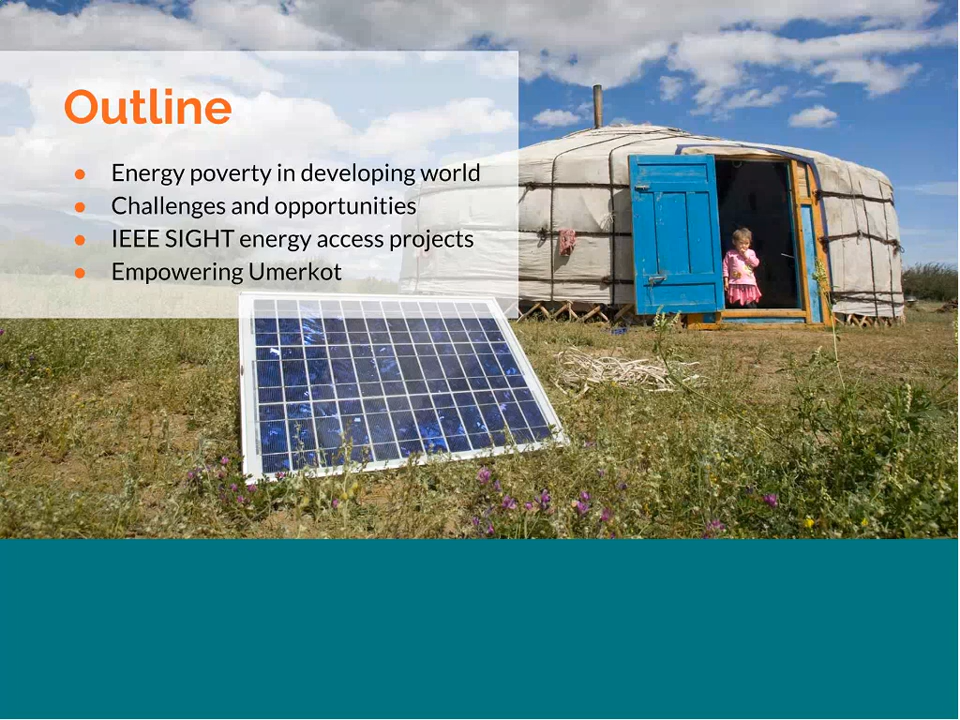 Outline
● Energy poverty in developing world
● Challenges and opportunities
● IEEE SIGHT energy access projects
● Empowering Umerkot